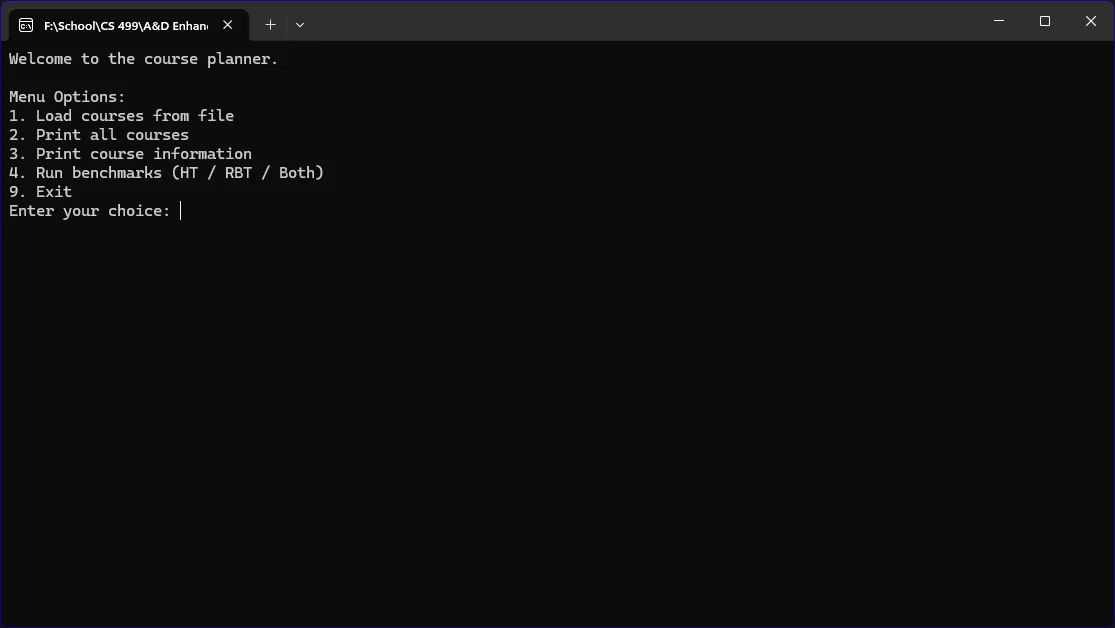 F:\School\CS 499\A&D Enhan
Welcome to the course planner.
Menu Options:
1. Load courses from file
2. Print all courses
3. Print course information
4. Run benchmarks (HT / RBT / Both)
9. Exit
Enter your choice: